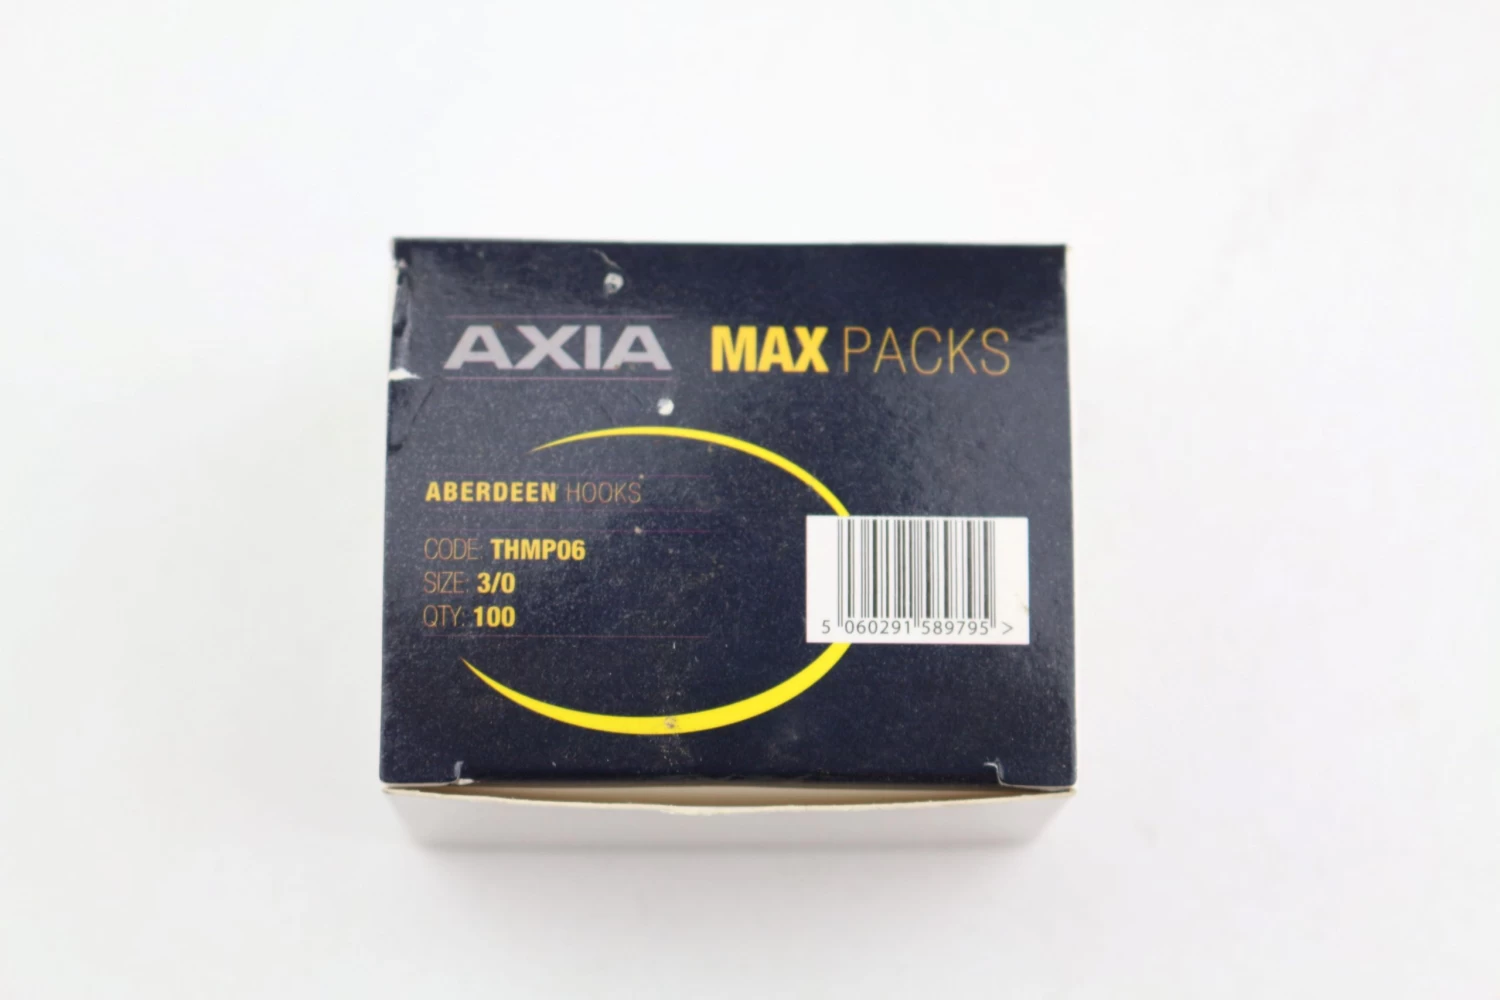 AXIA MAX PACKS
ABERDEEN HOOKS
CODE: THMP06
SIZE: 3/0
QTY: 100
5 060291 589795 >